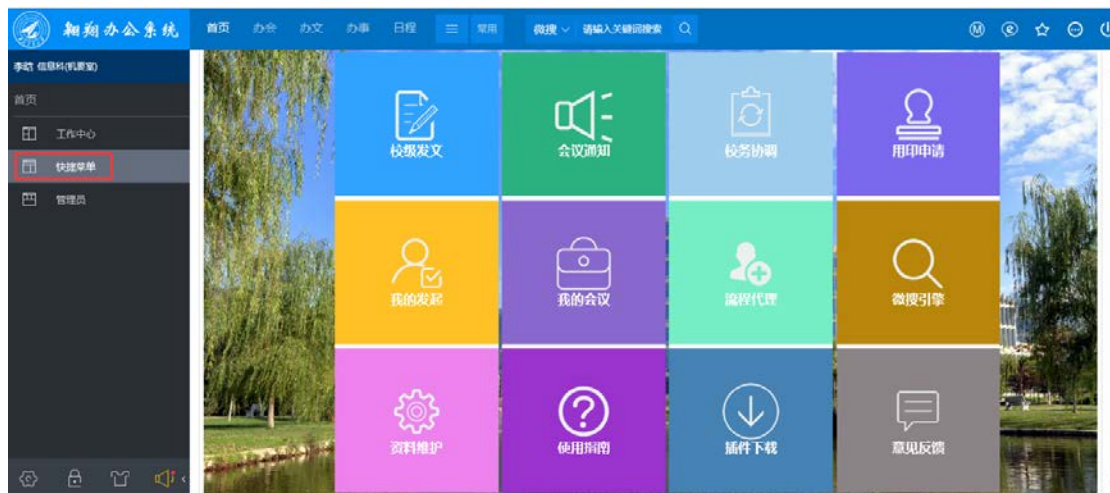 翱翔办公系统
首页 办会 办文 办事 日程 常用 微搜 请输入关键词搜索
信息科(机要室)
首页
工作中心
快捷菜单
管理员
校级发文 会议通知 校务协调 用印申请
我的发起 我的会议 流程代理 微搜引擎
资料维护 使用指南 插件下载 意见反馈